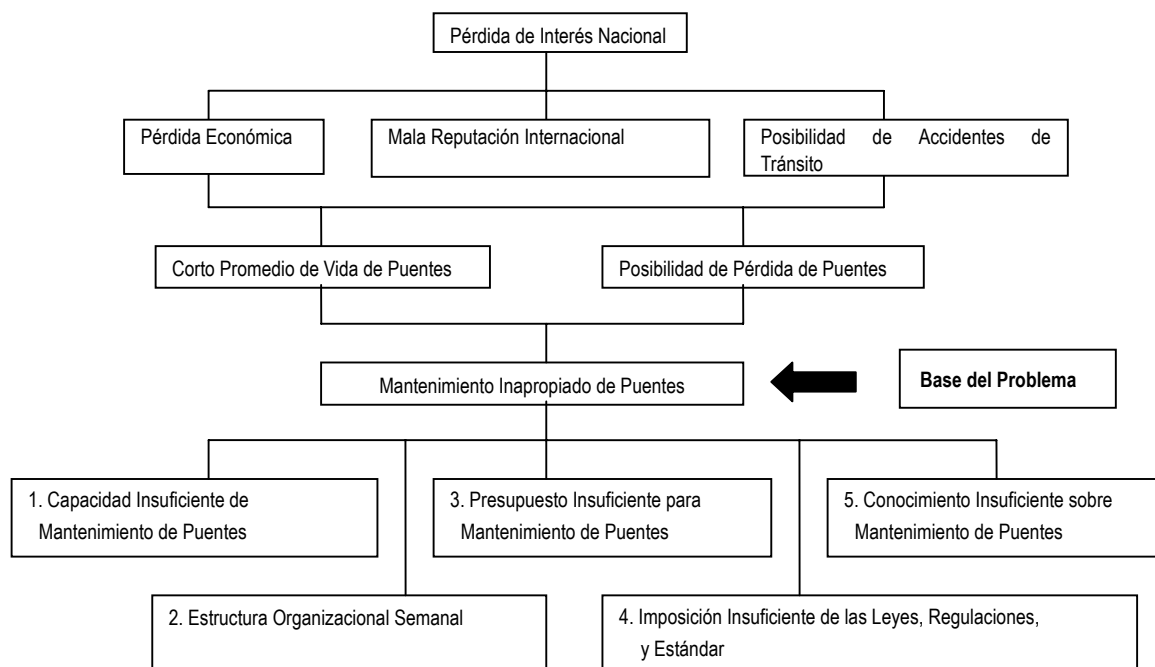 Pérdida de Interés Nacional
Pérdida Económica
Mala Reputación Internacional
Posibilidad de Accidentes de
Tránsito
Corto Promedio de Vida de Puentes
Posibilidad de Pérdida de Puentes
Mantenimiento Inapropiado de Puentes
Base del Problema
1. Capacidad Insuficiente de
Mantenimiento de Puentes
3. Presupuesto Insuficiente para
Mantenimiento de Puentes
5. Conocimiento Insuficiente sobre
Mantenimiento de Puentes
2. Estructura Organizacional Semanal
4. Imposición Insuficiente de las Leyes, Regulaciones,
y Estándar